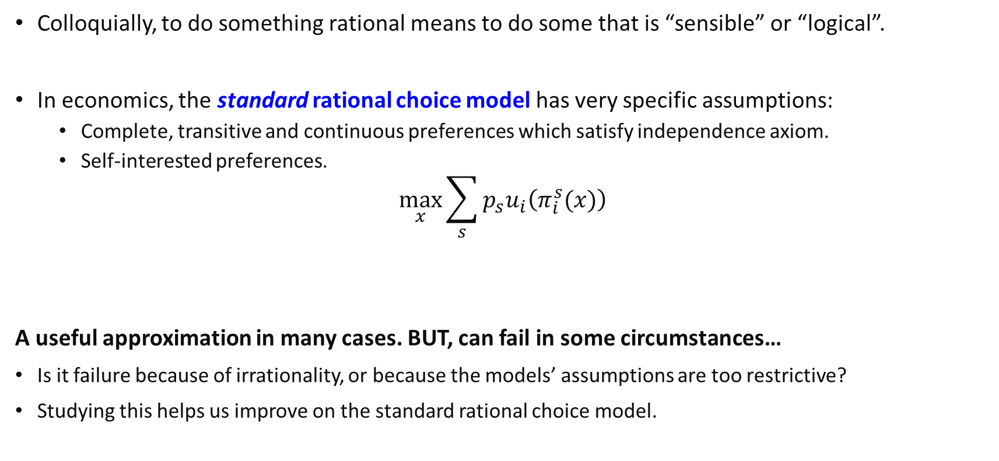 • Colloquially, to do something rational means to do some that is “sensible” or “logical”.
• In economics, the standard rational choice model has very specific assumptions:
• Complete, transitive and continuous preferences which satisfy independence axiom.
• Self-interested preferences.
$\max_{x} \sum_{s} p_s u_i(\pi_i^s(x))$
A useful approximation in many cases. BUT, can fail in some circumstances…
• Is it failure because of irrationality, or because the models’ assumptions are too restrictive?
• Studying this helps us improve on the standard rational choice model.